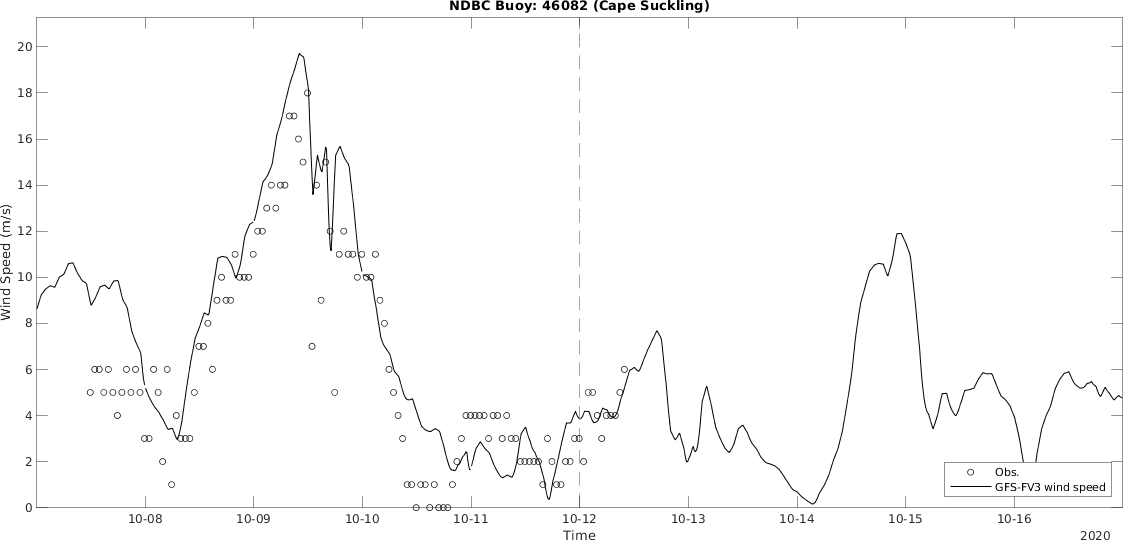 NDBC Buoy: 46082 (Cape Suckling)
Wind Speed (m/s)
20
18
16
14
12
10
8
6
4
2
0
10-08 10-09 10-10 10-11 10-12 10-13 10-14 10-15 10-16
Time
2020
Obs.
GFS-FV3 wind speed